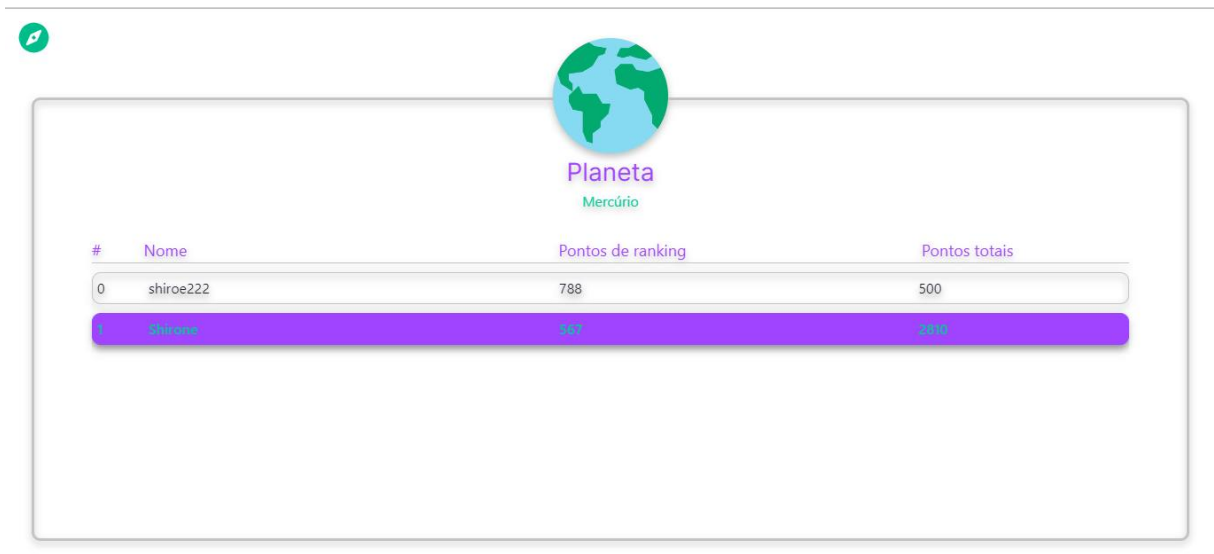 Planeta
Mercúrio
# Nome Pontos de ranking Pontos totais
0 shiroe222 788 500
1 Shirone 567 2810